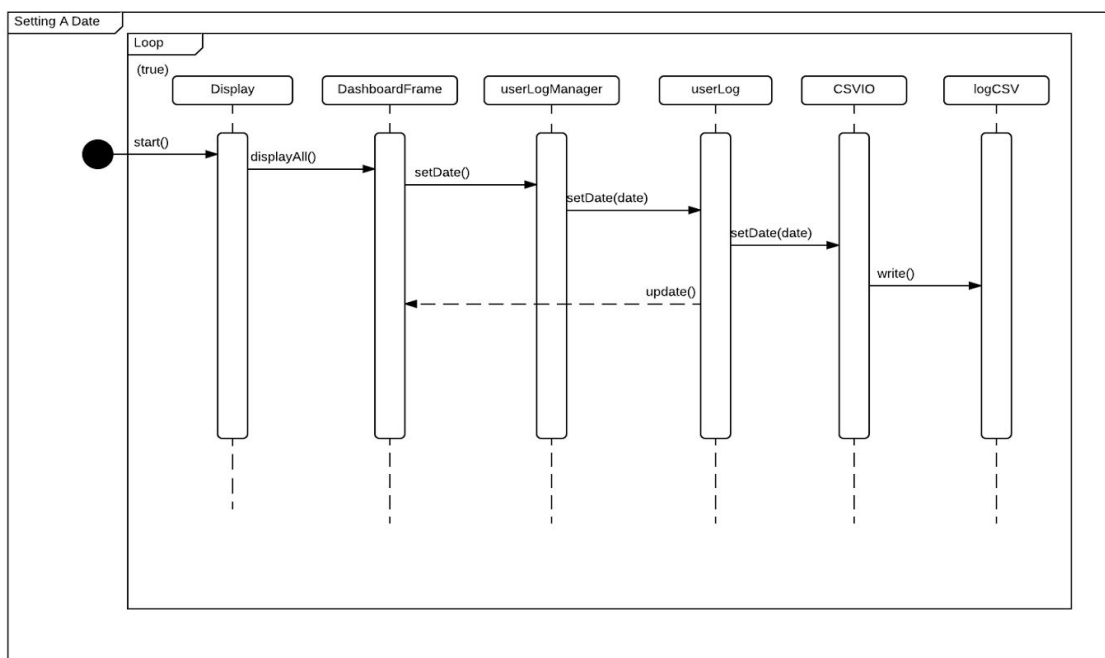 Setting A Date
Loop
(true)
Display
DashboardFrame
userLogManager
userLog
CSVIO
logCSV
start()
displayAll()
setDate()
setDate(date)
setDate(date)
write()
update()